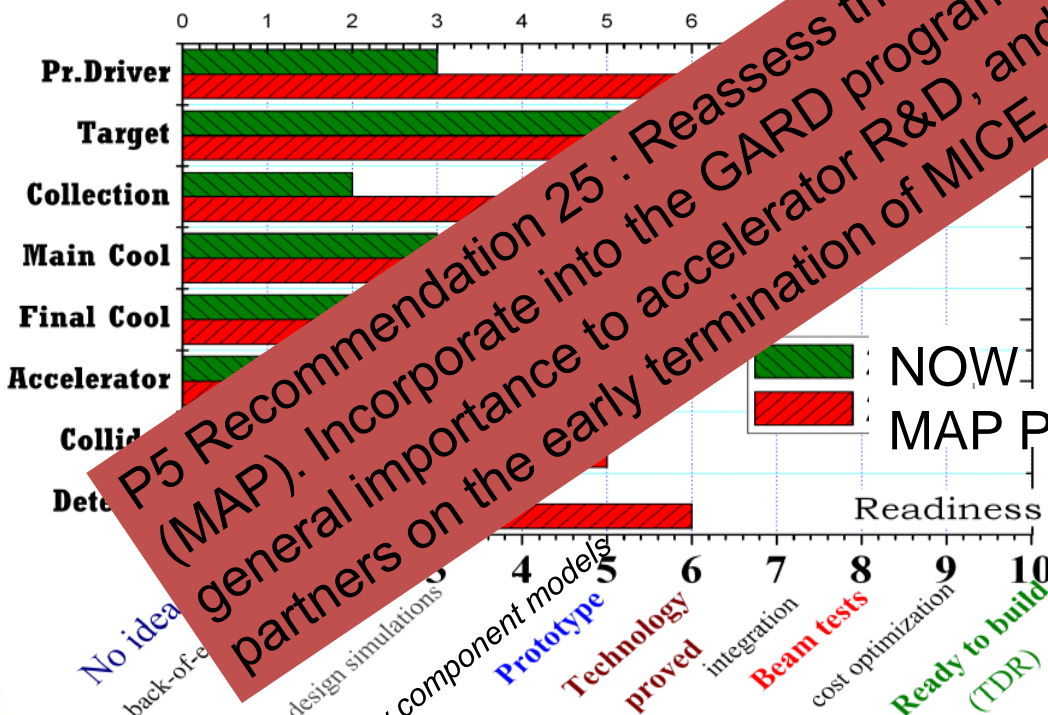 0 1 2 3 4 5 6
Pr.Driver
Target
Collection
Main Cool
Final Cool
Accelerator
P5 Recommendation 25 : Reassess
(MAP). Incorporate into the GARD
general importance to accelerator R&D, and
partners on the early termination of MICE
NOW
MAP
Readiness
4 5 6 7 8 9 10
No idea
design simulations
component models
Prototype
Technology
proved
integration
Beam tests
cost optimization
Ready to build
(TDR)